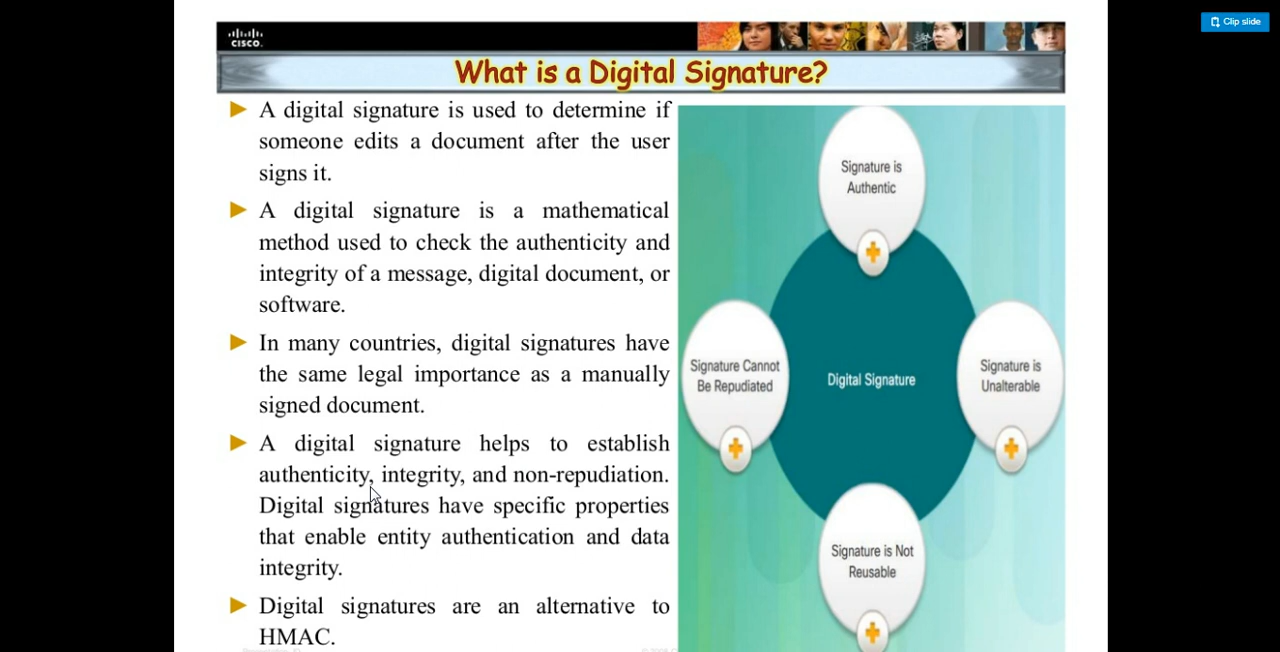 Clip slide
CISCO.
What is a Digital Signature?
A digital signature is used to determine if
someone edits a document after the user
signs it.
A digital signature is a mathematical
method used to check the authenticity and
integrity of a message, digital document, or
software.
In many countries, digital signatures have
the same legal importance as a manually
signed document.
A digital signature helps to establish
authenticity, integrity, and non-repudiation.
Digital signatures have specific properties
that enable entity authentication and data
integrity.
Digital signatures are an alternative to
HMAC.
Signature is
Authentic
Signature Cannot
Be Repudiated
Digital Signature
Signature is
Unalterable
Signature is Not
Reusable